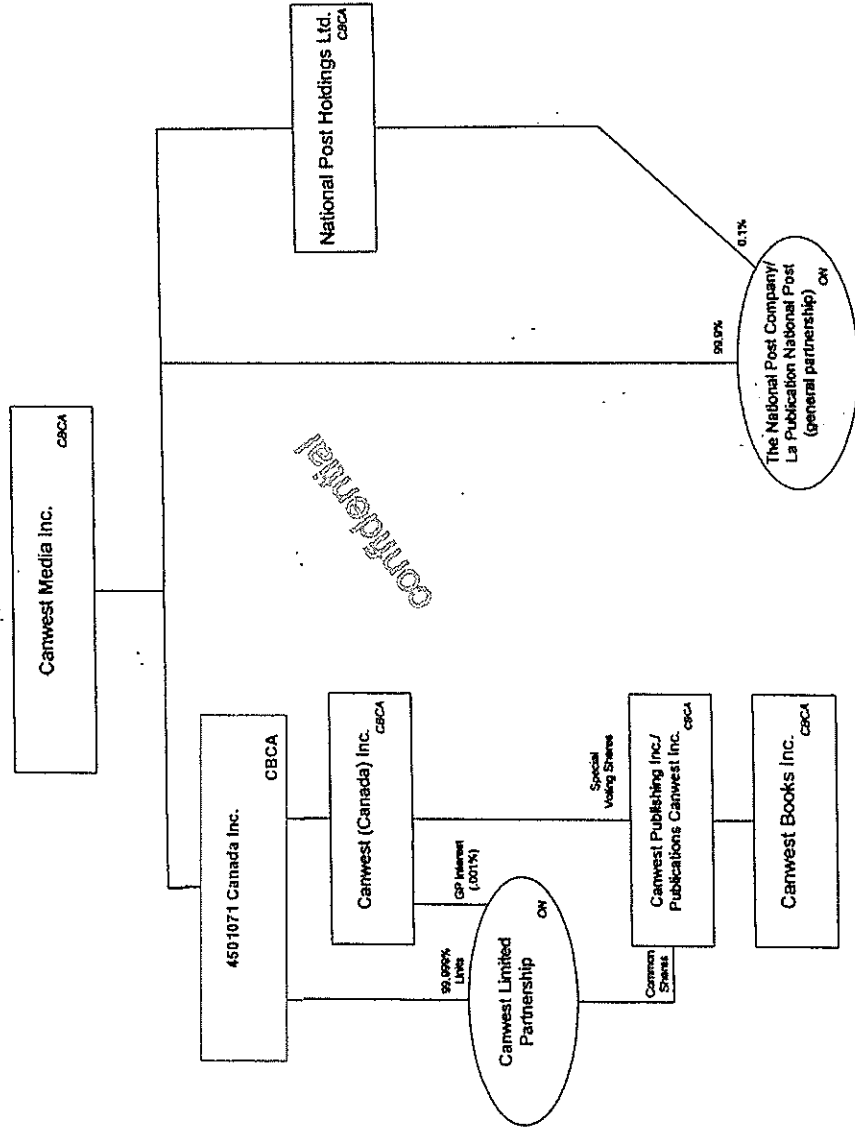 Canwest Media Inc.
CBCA
4501071 Canada Inc.
CBCA
National Post Holdings Ltd.
CBCA
Canwest (Canada) Inc.
CBCA
99.999%
Units
GP Interest
(.001%)
Special
Voting Shares
Canwest Limited
Partnership
ON
Common
Shares
Canwest Publishing Inc./
Publications Canwest Inc.
CBCA
Canwest Books Inc.
CBCA
confidential
99.9%
0.1%
The National Post Company/
La Publication National Post
(general partnership)
ON